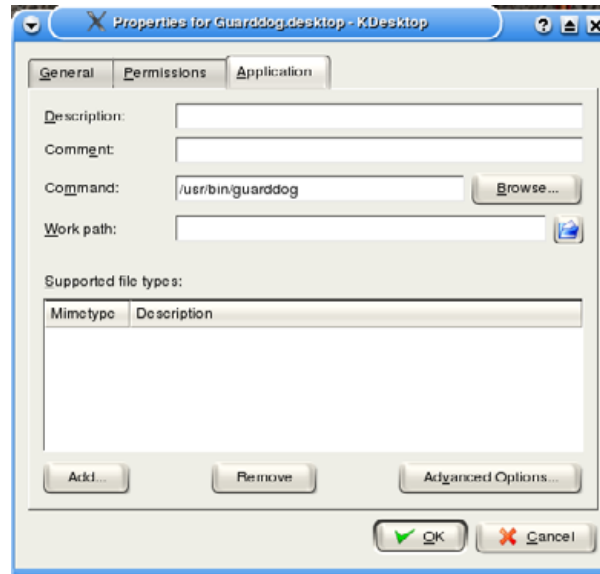 Properties for Guarddog.desktop - KDesktop
General Permissions Application
Description:
Comment:
Command: /usr/bin/guarddog Browse...
Work path:
Supported file types:
Mimetype Description
Add... Remove Advanced Options...
OK Cancel